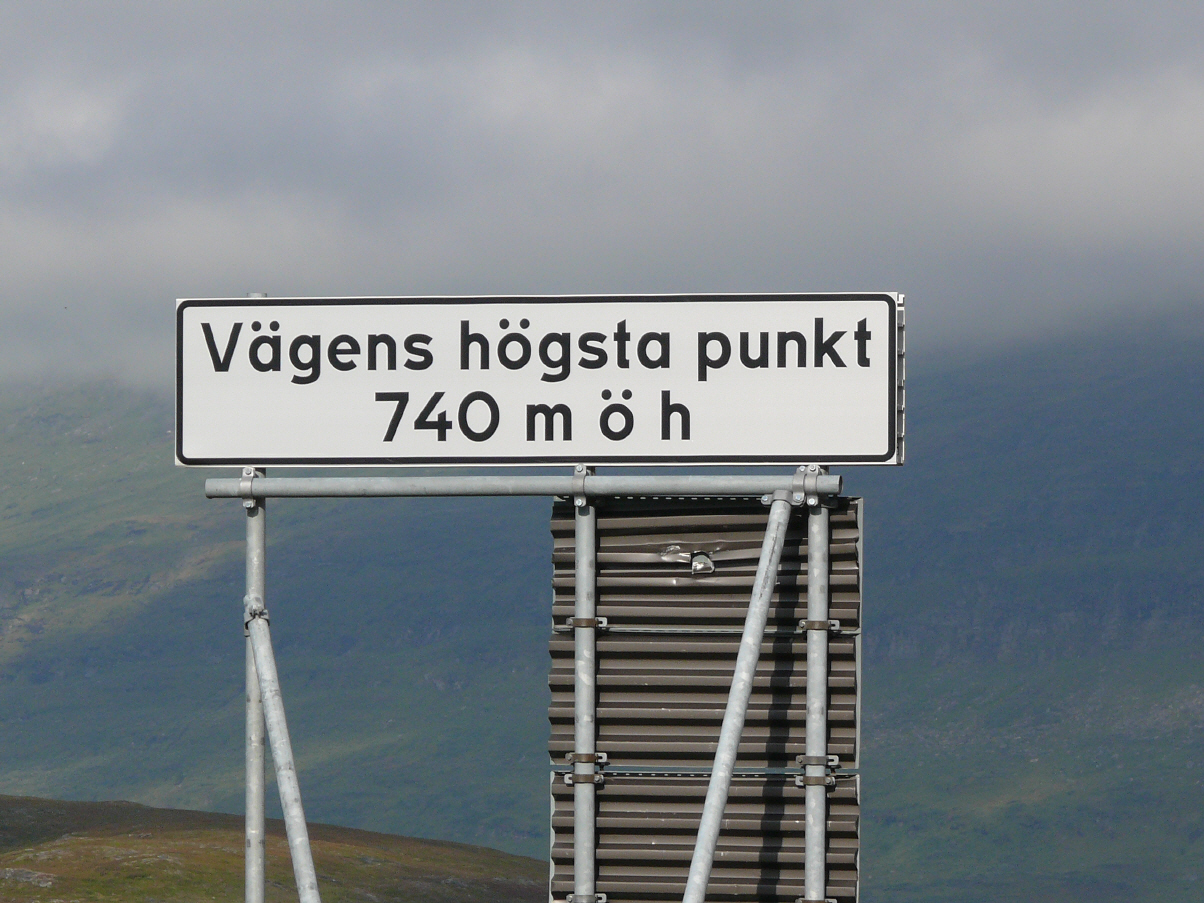 Vägens högsta punkt
740 m ö h